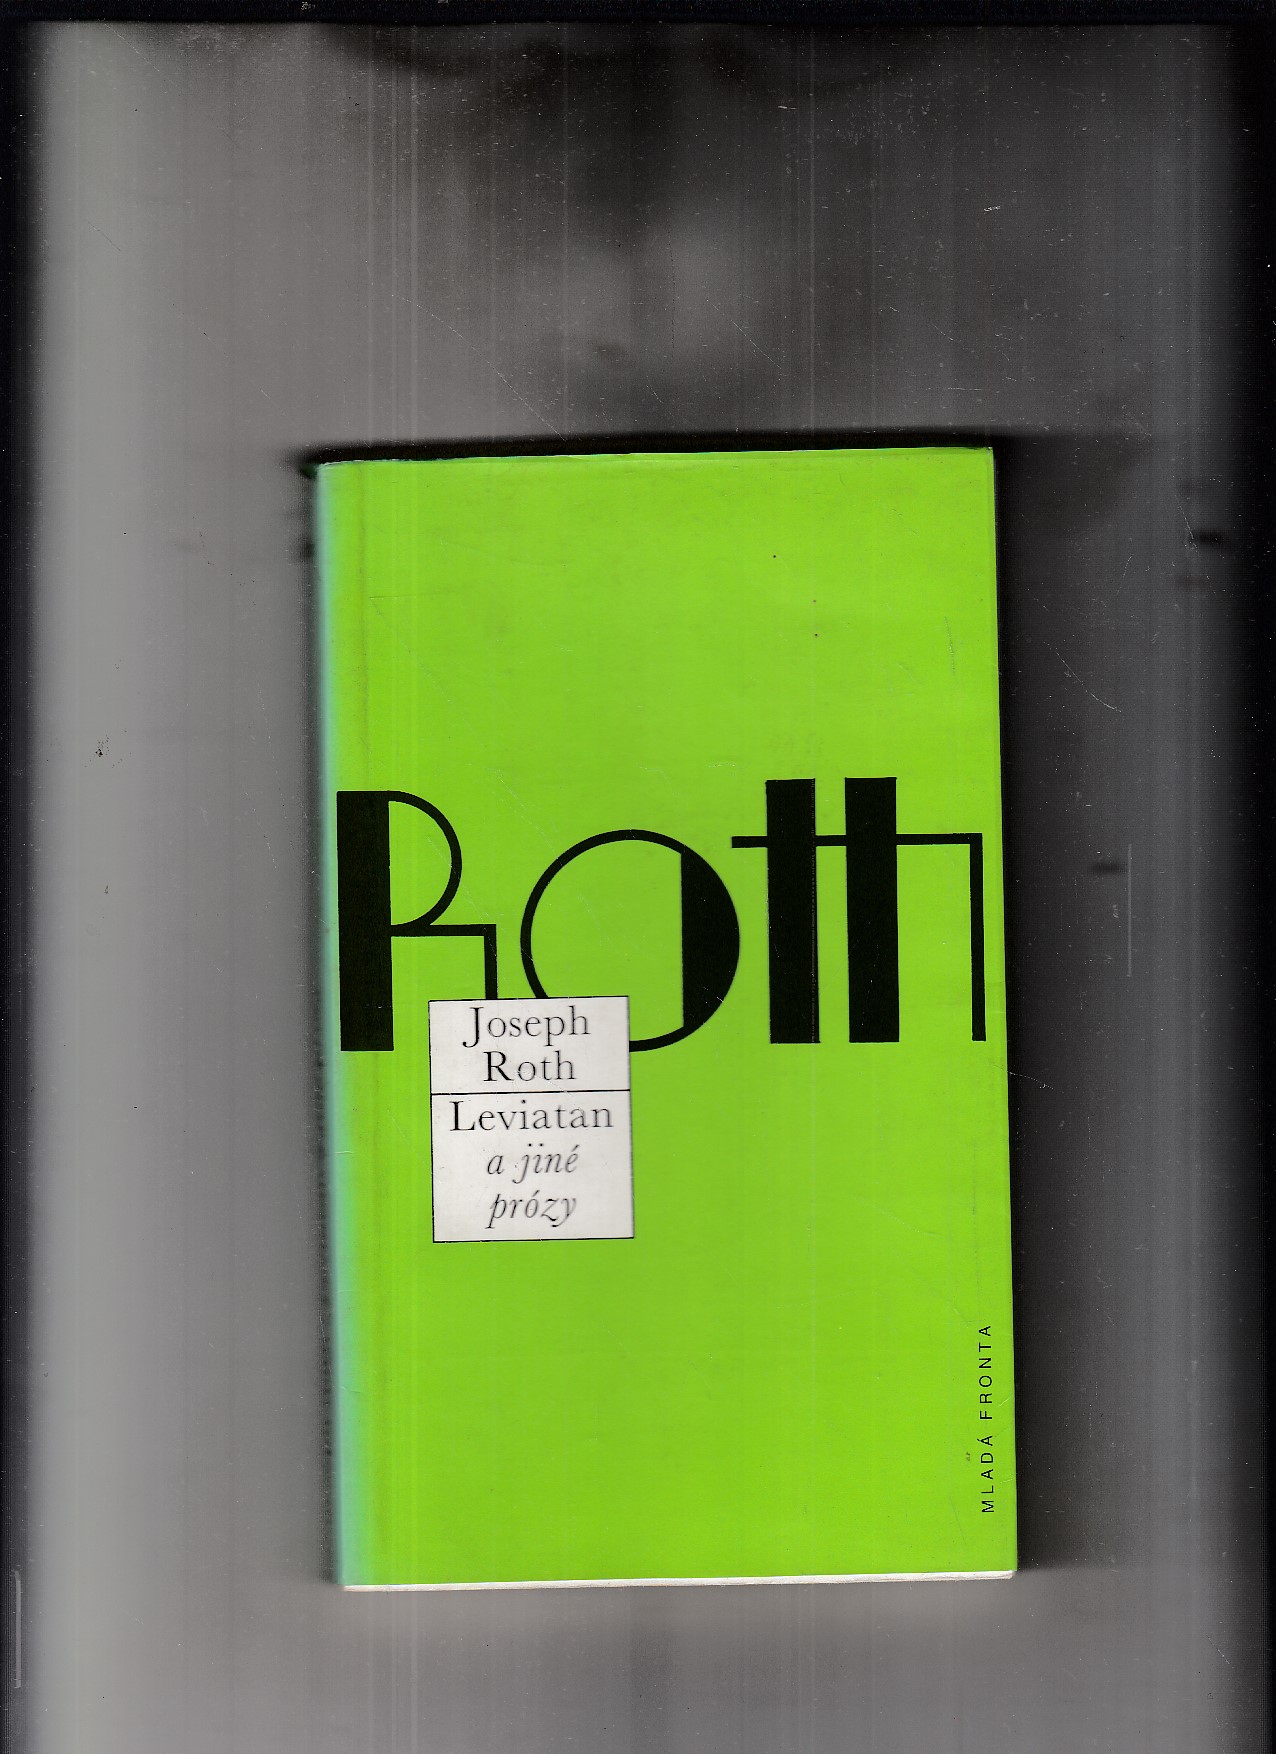 Roth
Joseph
Roth
Leviatan
a jiné
prózy
MLADÁ FRONTA